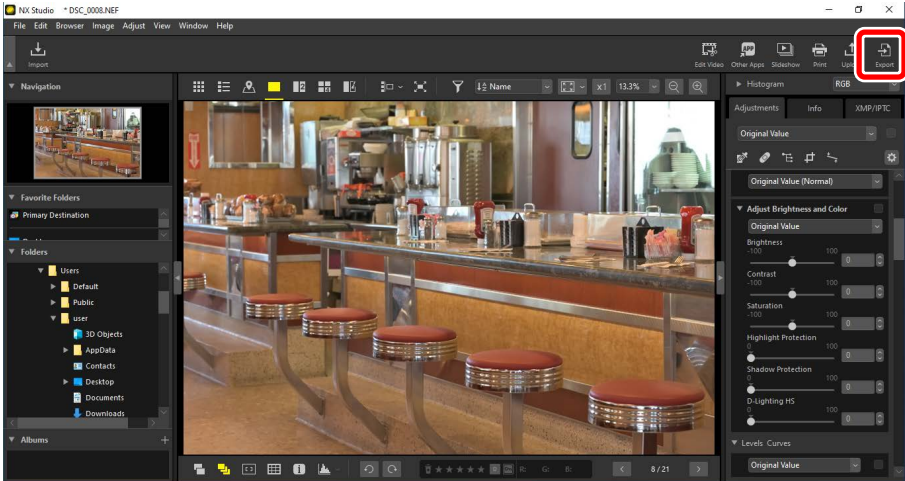 NX Studio * DSC_0008.NEF
File Edit Browser Image Adjust View Window Help
Import
Edit Video Other Apps Slideshow Print Export
Navigation
Name
x1 13.3%
Histogram RGB
Adjustments Info XMP/IPTC
Original Value
Original Value (Normal)
Favorite Folders
Primary Destination
Adjust Brightness and Color
Original Value
Folders
Users
Default
Public
user
3D Objects
AppData
Contacts
Desktop
Documents
Downloads
Albums
Brightness
-100 100
0
Contrast
-100 100
0
Saturation
-100 100
0
Highlight Protection
0 100
0
Shadow Protection
0 100
0
D-Lighting HS
0 100
0
Levels Curves
Original Value
R: G: B:
8 / 21